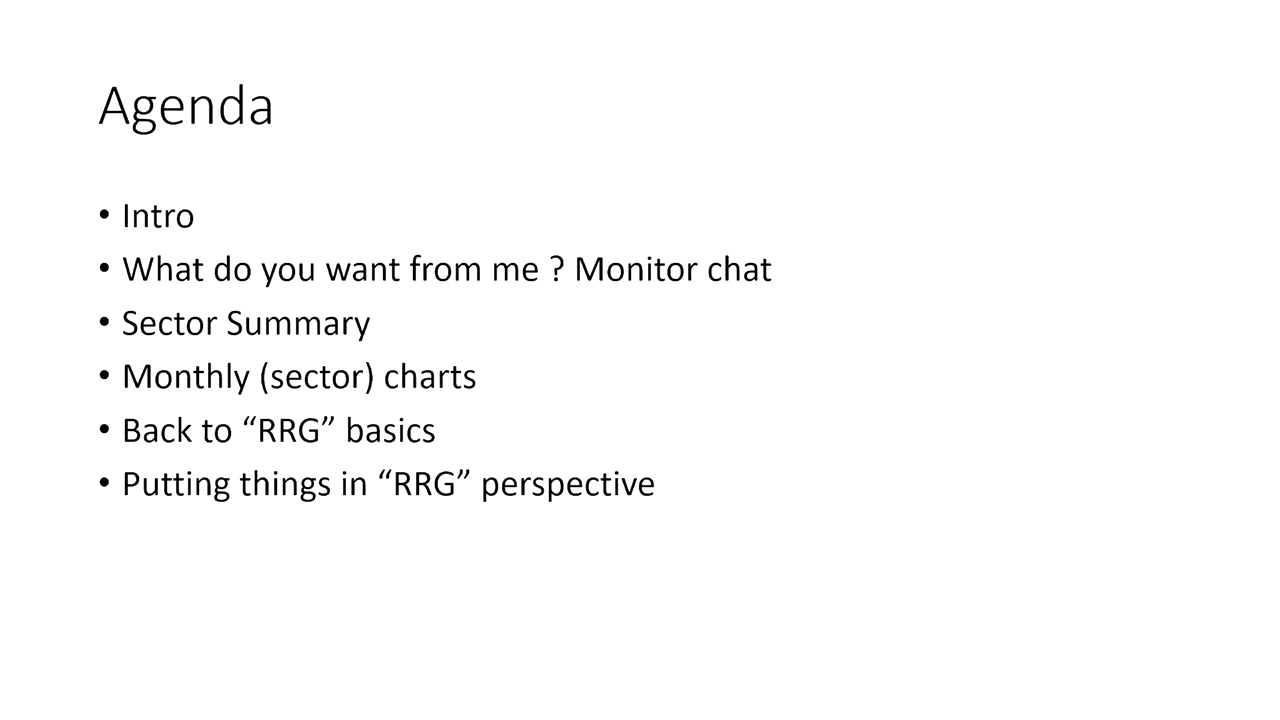 Agenda
• Intro
• What do you want from me ? Monitor chat
• Sector Summary
• Monthly (sector) charts
• Back to “RRG” basics
• Putting things in “RRG” perspective